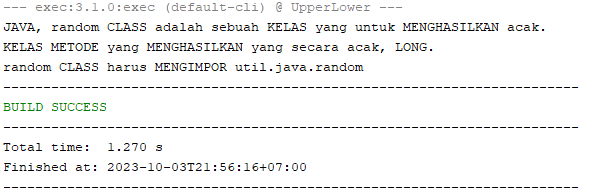 --- exec:3.1.0:exec (default-cli) @ UpperLower ---
JAVA, random CLASS adalah sebuah KELAS yang untuk MENGHASILKAN acak.
KELAS METODE yang MENGHASILKAN yang secara acak, LONG.
random CLASS harus MENGIMPOR util.java.random
------------------------------------------------------------------------
BUILD SUCCESS
------------------------------------------------------------------------
Total time:  1.270 s
Finished at: 2023-10-03T21:56:16+07:00
------------------------------------------------------------------------